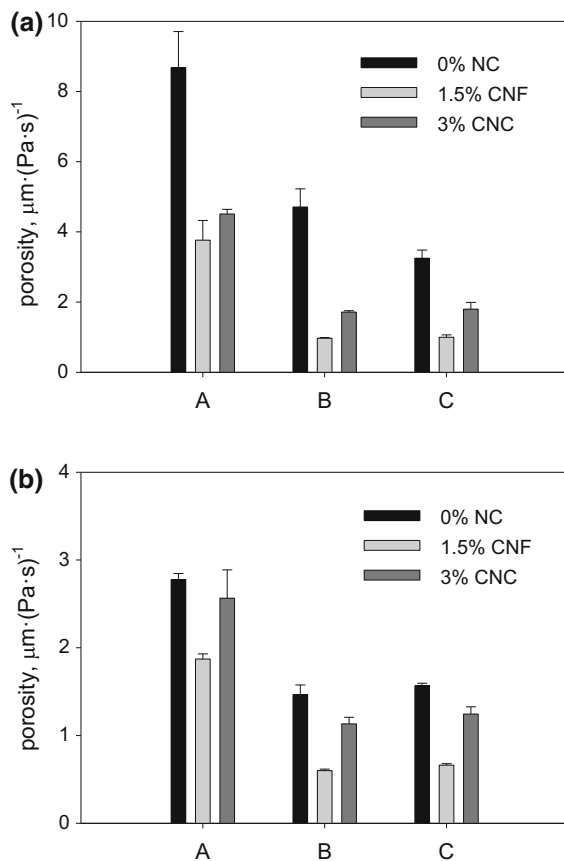 (a)
porosity, µm·(Pa·s)⁻¹
10
8
6
4
2
0
0% NC
1.5% CNF
3% CNC
A B C
(b)
porosity, µm·(Pa·s)⁻¹
4
3
2
1
0
0% NC
1.5% CNF
3% CNC
A B C